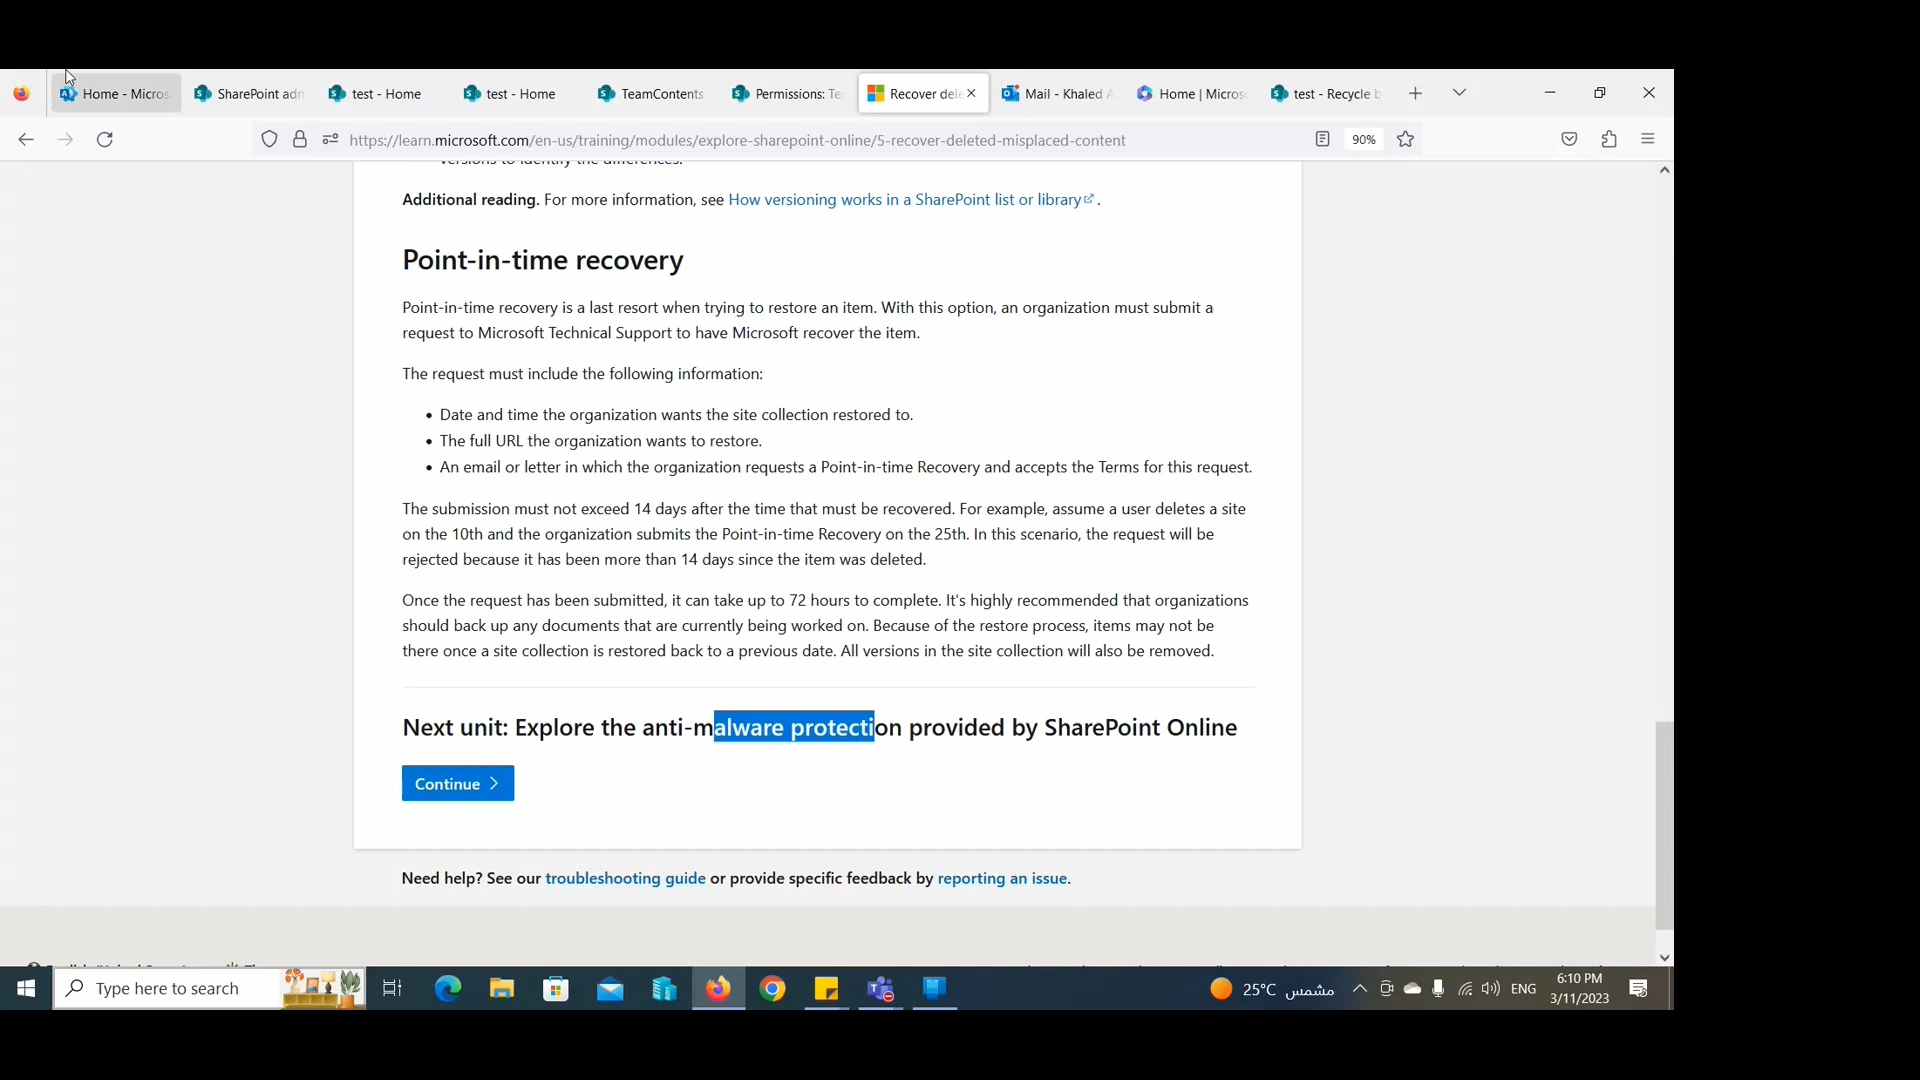 Home - Micros
SharePoint adn
test - Home
test - Home
TeamContents
Permissions: Te
Recover dele
Mail - Khaled A
Home | Micros
test - Recycle b
https://learn.microsoft.com/en-us/training/modules/explore-sharepoint-online/5-recover-deleted-misplaced-content
90%
versions to identify the differences.
Additional reading. For more information, see How versioning works in a SharePoint list or library .
Point-in-time recovery
Point-in-time recovery is a last resort when trying to restore an item. With this option, an organization must submit a
request to Microsoft Technical Support to have Microsoft recover the item.
The request must include the following information:
• Date and time the organization wants the site collection restored to.
• The full URL the organization wants to restore.
• An email or letter in which the organization requests a Point-in-time Recovery and accepts the Terms for this request.
The submission must not exceed 14 days after the time that must be recovered. For example, assume a user deletes a site
on the 10th and the organization submits the Point-in-time Recovery on the 25th. In this scenario, the request will be
rejected because it has been more than 14 days since the item was deleted.
Once the request has been submitted, it can take up to 72 hours to complete. It's highly recommended that organizations
should back up any documents that are currently being worked on. Because of the restore process, items may not be
there once a site collection is restored back to a previous date. All versions in the site collection will also be removed.
Next unit: Explore the anti-malware protection provided by SharePoint Online
Continue
Need help? See our troubleshooting guide or provide specific feedback by reporting an issue.
Type here to search
25°C مشمس
ENG
6:10 PM
3/11/2023